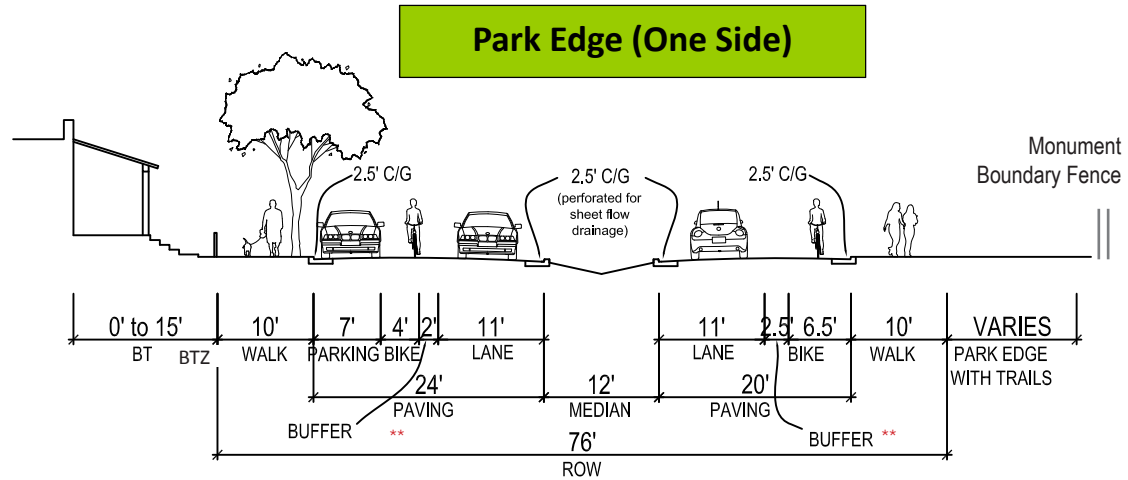 Park Edge (One Side)
Monument
Boundary Fence
2.5' C/G
2.5' C/G
(perforated for
sheet flow
drainage)
2.5' C/G
0' to 15'
10'
7'
4'
2'
11'
11'
2.5'
6.5'
10'
VARIES
BT
BTZ
WALK
PARKING
BIKE
LANE
LANE
BIKE
WALK
PARK EDGE
WITH TRAILS
24'
12'
20'
PAVING
MEDIAN
PAVING
BUFFER **
BUFFER **
76'
ROW